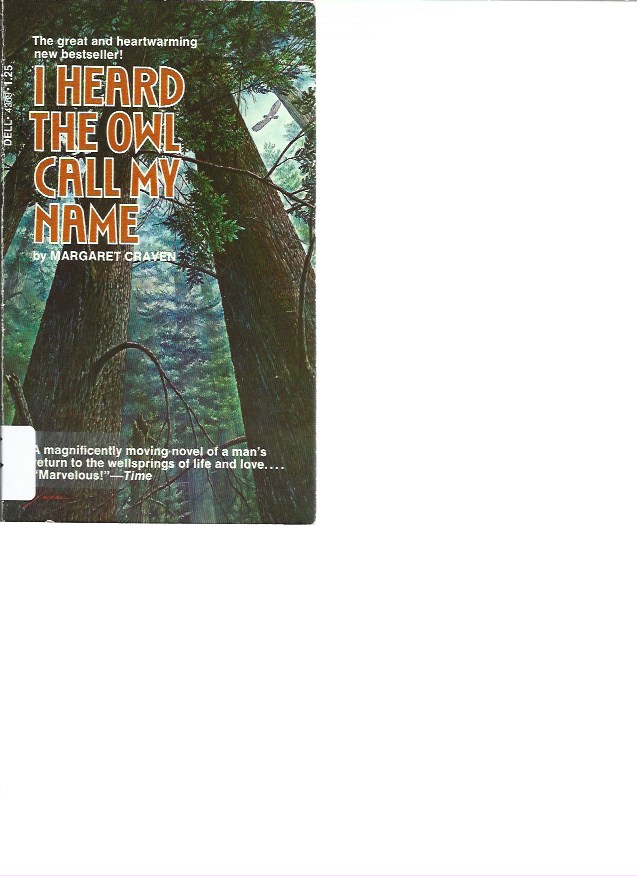 The great and heartwarming
new bestseller!
DELL • 4369 • 1.25
I HEARD
THE OWL
CALL MY
NAME
by MARGARET CRAVEN
A magnificently moving novel of a man's
return to the wellsprings of life and love....
"Marvelous!"—Time